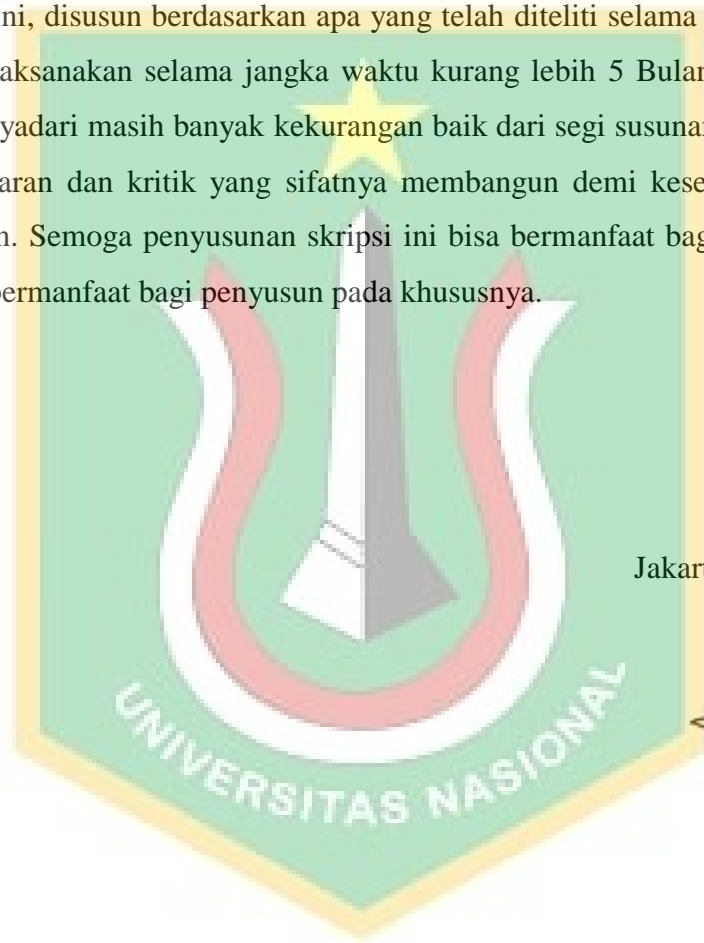 ni, disusun berdasarkan apa yang telah diteliti selama
aksanakan selama jangka waktu kurang lebih 5 Bulan
yadari masih banyak kekurangan baik dari segi susunan
aran dan kritik yang sifatnya membangun demi kese
n. Semoga penyusunan skripsi ini bisa bermanfaat bag
bermanfaat bagi penyusun pada khususnya.
Jakart
UNIVERSITAS NASIONAL